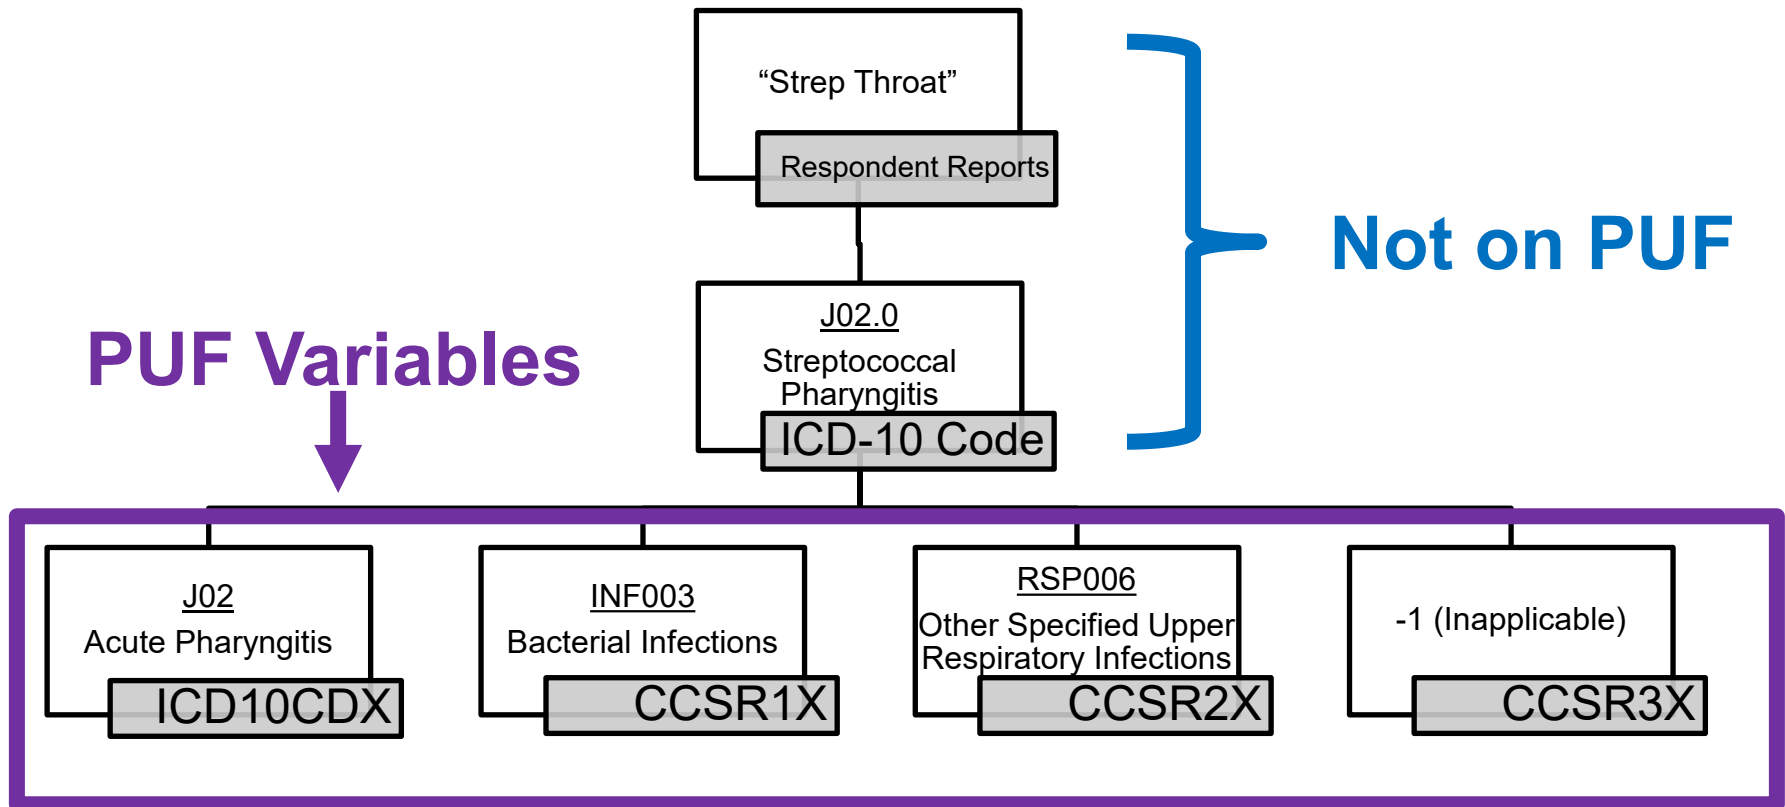 “Strep Throat”
Respondent Reports
Not on PUF
J02.0
Streptococcal
Pharyngitis
ICD-10 Code
PUF Variables
J02
Acute Pharyngitis
ICD10CDX
INF003
Bacterial Infections
CCSR1X
RSP006
Other Specified Upper
Respiratory Infections
CCSR2X
-1 (Inapplicable)
CCSR3X